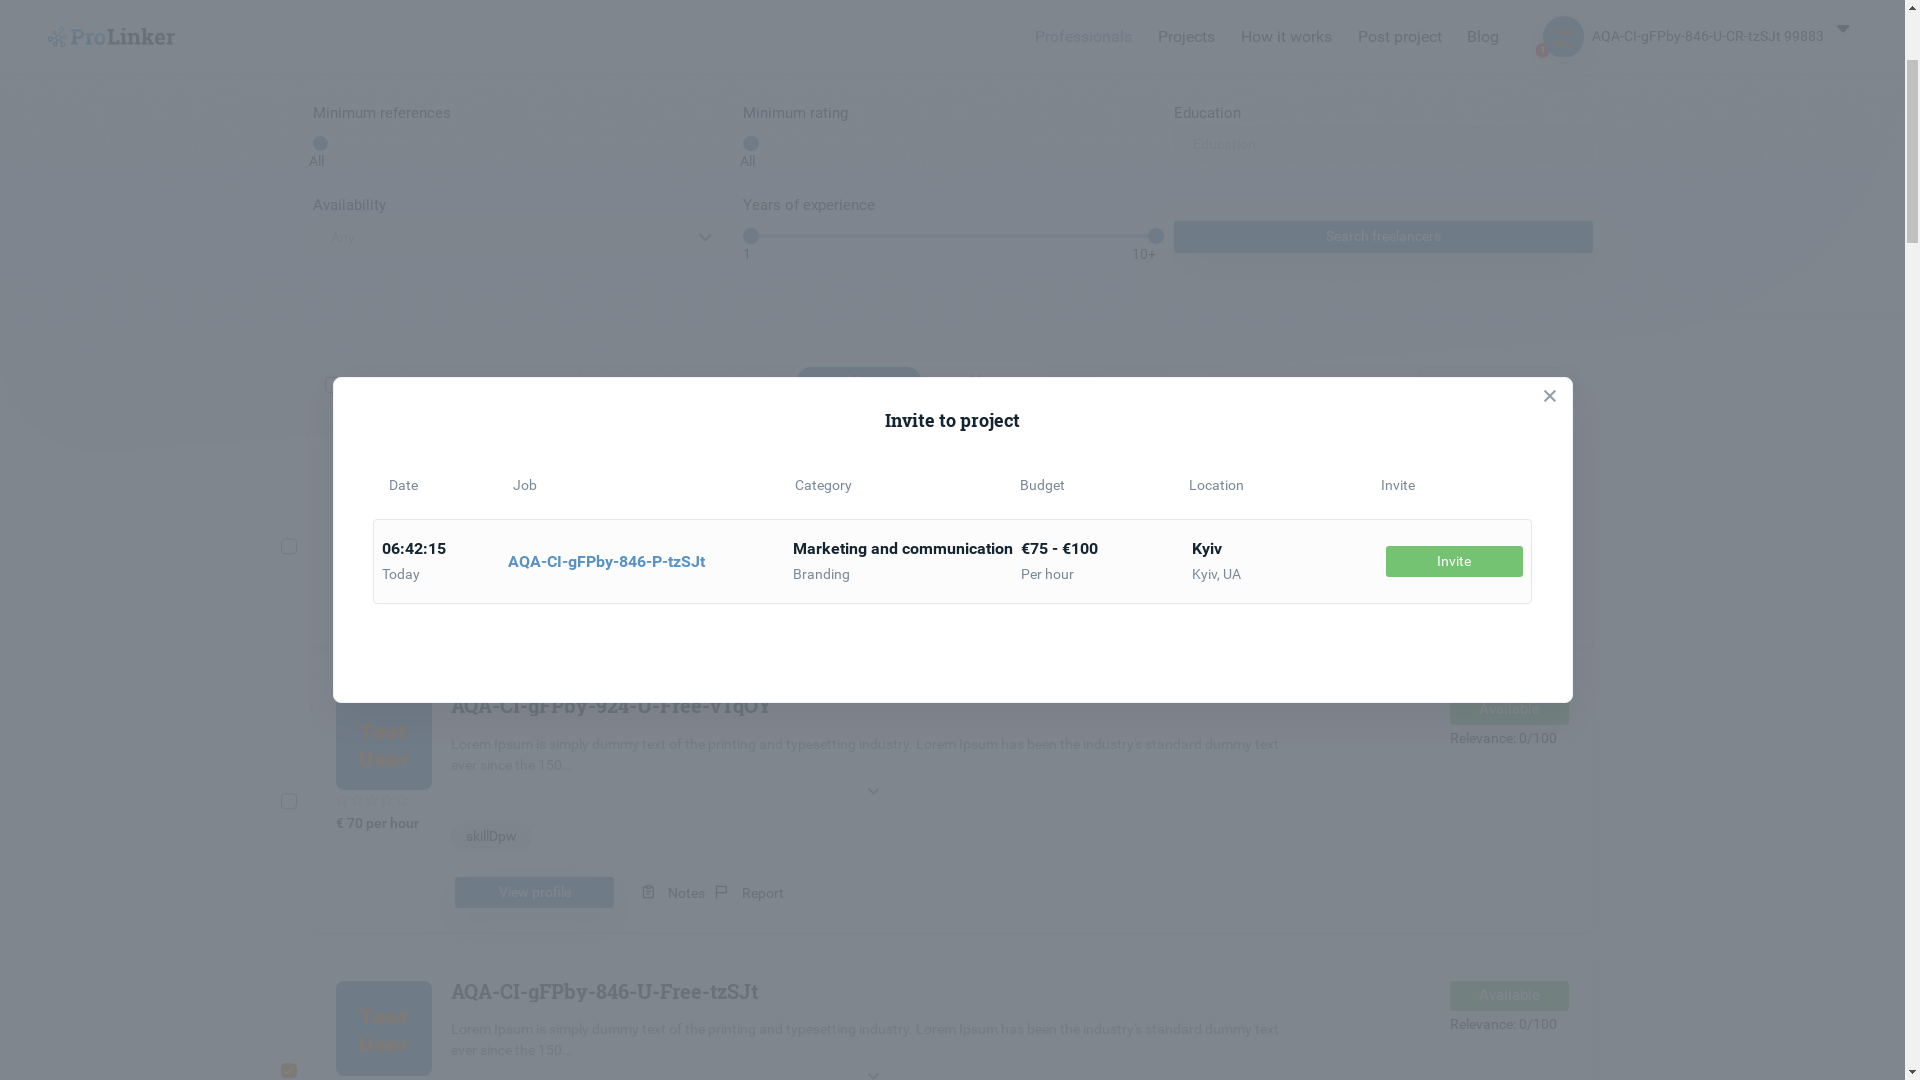 ProLinker
Professionals
Projects
How it works
Post project
Blog
1
AQA-CI-gFPby-846-U-CR-tzSJt 99883
Minimum references
Minimum rating
Education
Education
All
All
Availability
Years of experience
Any
Search freelancers
1
10+
Invite to project
Date
Job
Category
Budget
Location
Invite
06:42:15
Today
AQA-CI-gFPby-846-P-tzSJt
Marketing and communication
Branding
€75 - €100
Per hour
Kyiv
Kyiv, UA
Invite
AQA-CI-gFPby-924-U-Free-vTqOY
Available
Relevance: 0/100
Test
User
Lorem Ipsum is simply dummy text of the printing and typesetting industry. Lorem Ipsum has been the industry's standard dummy text
ever since the 150...
€ 70 per hour
skillDpw
View profile
Notes
Report
AQA-CI-gFPby-846-U-Free-tzSJt
Available
Relevance: 0/100
Test
User
Lorem Ipsum is simply dummy text of the printing and typesetting industry. Lorem Ipsum has been the industry's standard dummy text
ever since the 150...